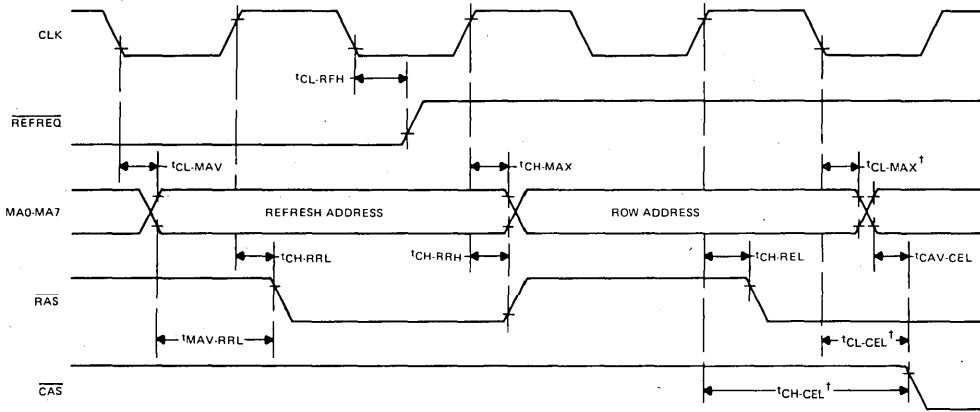 CLK
tCL-RFH
REFREQ
tCL-MAV
tCH-MAX
tCL-MAX†
MA0-MA7
REFRESH ADDRESS
ROW ADDRESS
tCH-RRL
tCH-RRH
tCH-REL
tCAV-CEL
RAS
tMAV-RRL
tCL-CEL†
CAS
tCH-CEL†